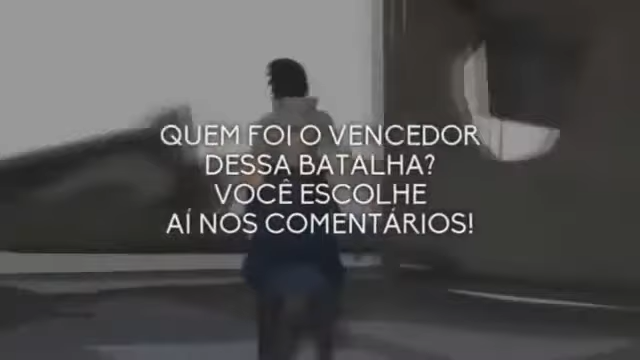 QUEM FOI O VENCEDOR
DESSA BATALHA?
VOCÊ ESCOLHE
AÍ NOS COMENTÁRIOS!